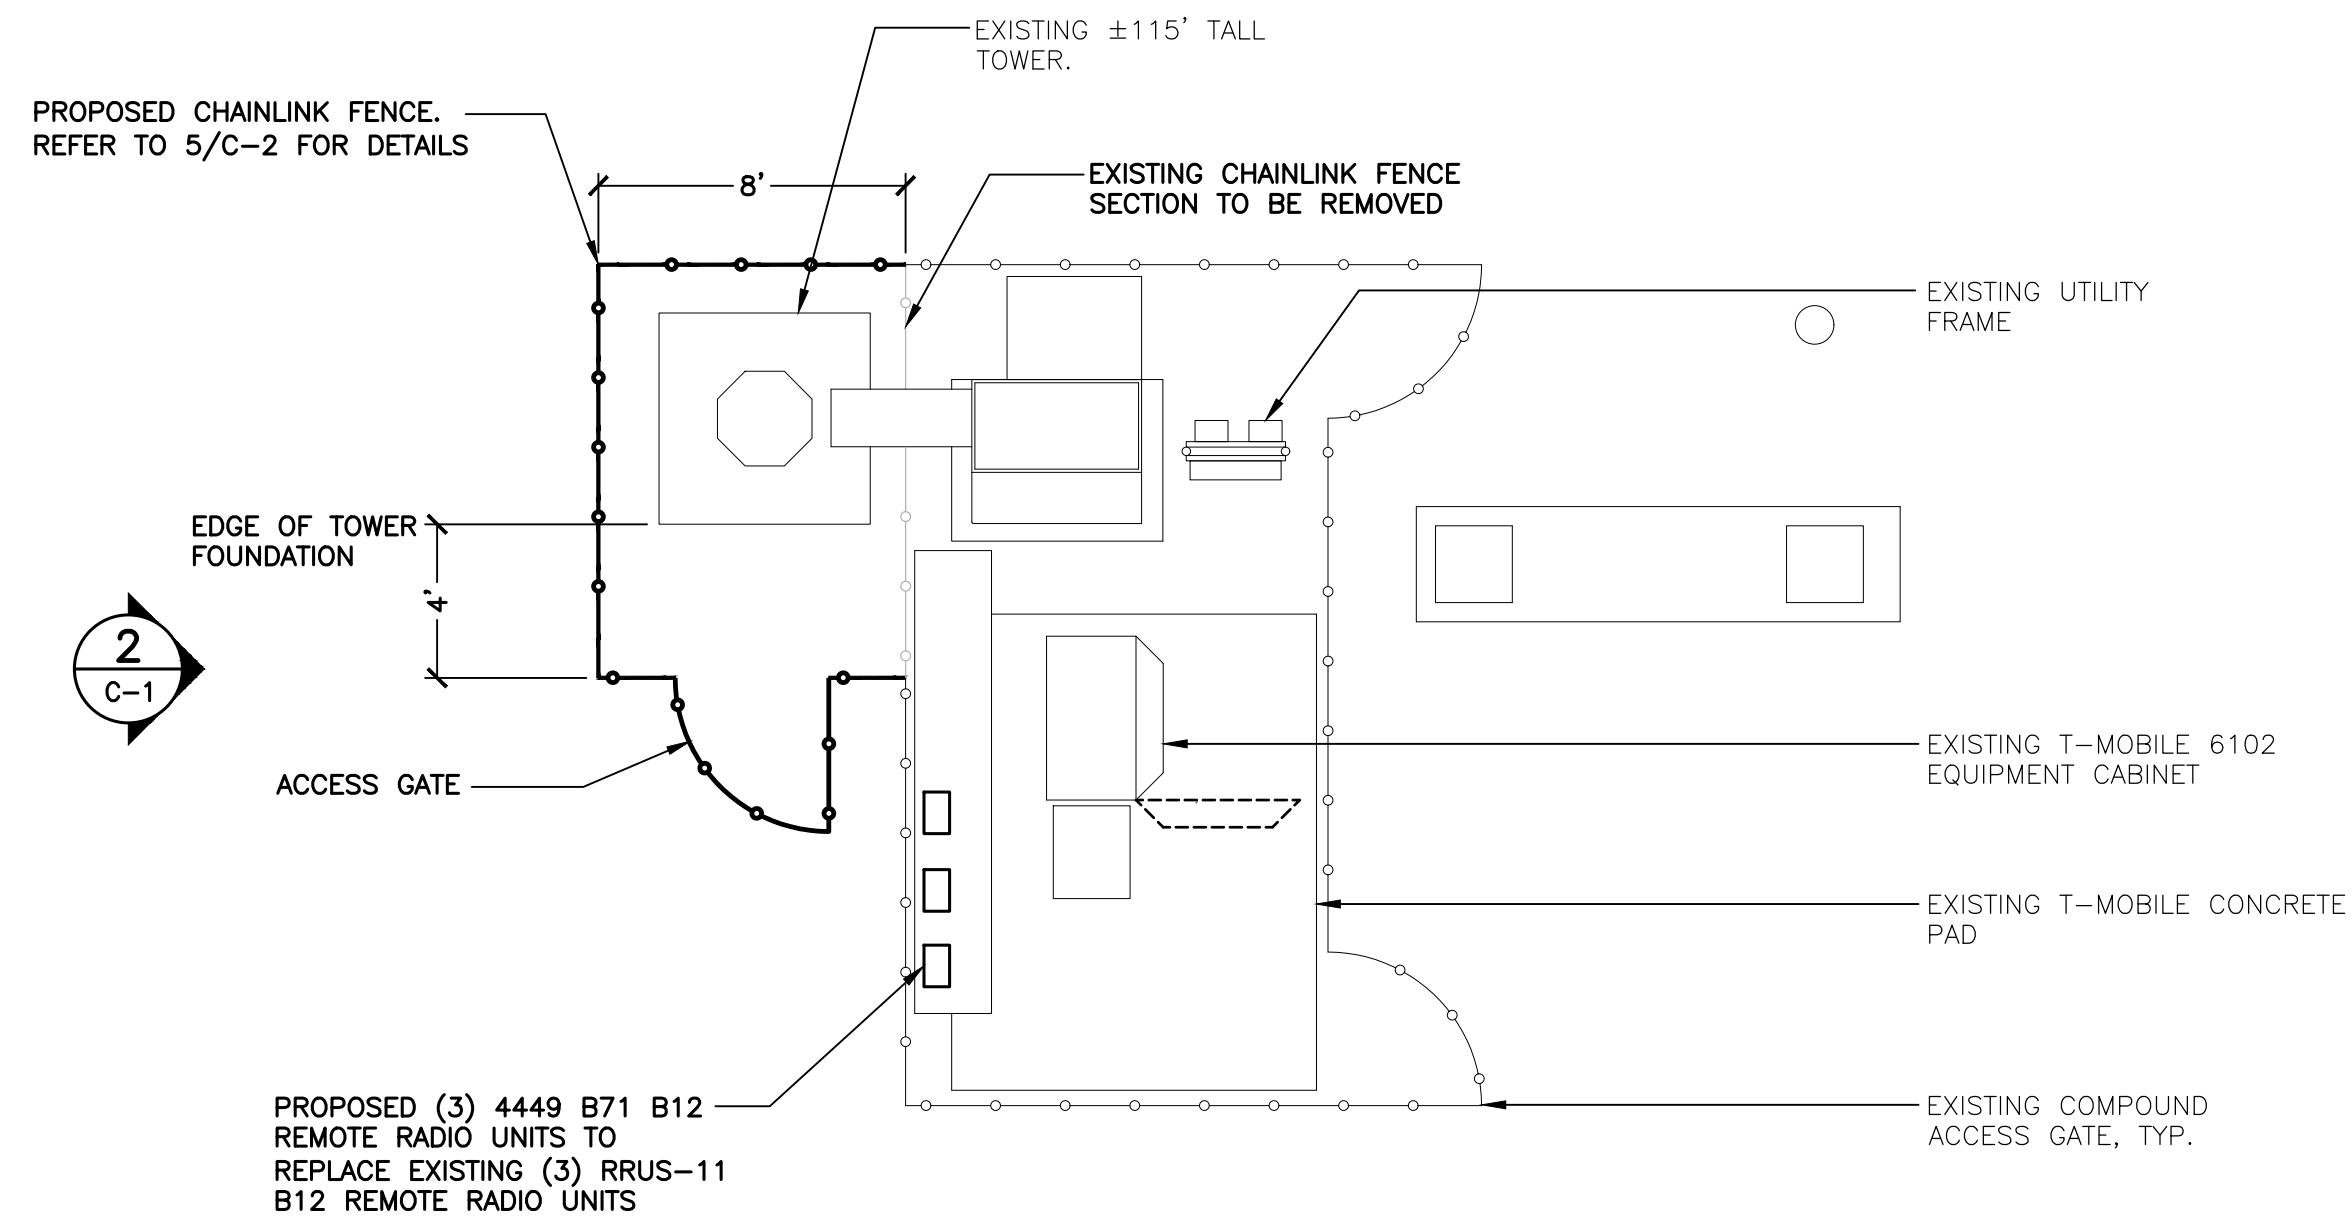 EXISTING ±115' TALL
TOWER.
PROPOSED CHAINLINK FENCE.
REFER TO 5/C-2 FOR DETAILS
8'
EXISTING CHAINLINK FENCE
SECTION TO BE REMOVED
EXISTING UTILITY
FRAME
EDGE OF TOWER
FOUNDATION
4'
2
C-1
ACCESS GATE
EXISTING T-MOBILE 6102
EQUIPMENT CABINET
EXISTING T-MOBILE CONCRETE
PAD
PROPOSED (3) 4449 B71 B12
REMOTE RADIO UNITS TO
REPLACE EXISTING (3) RRUS-11
B12 REMOTE RADIO UNITS
EXISTING COMPOUND
ACCESS GATE, TYP.